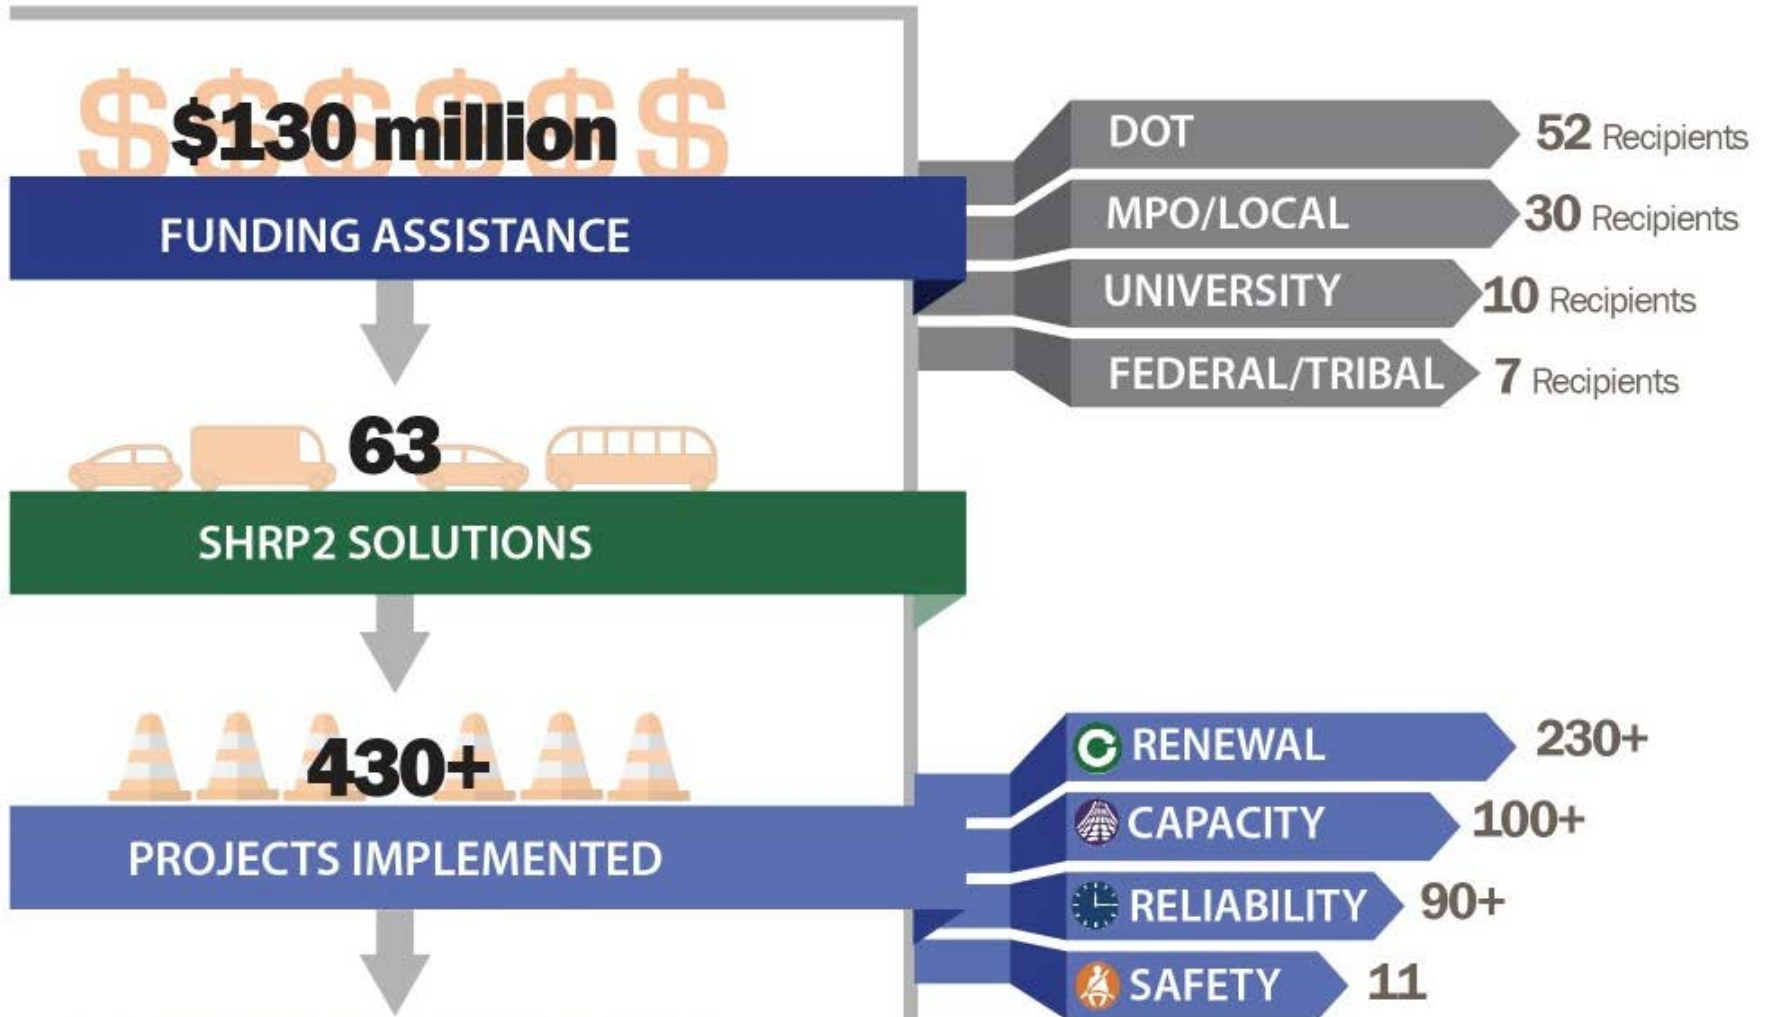 $130 million
FUNDING ASSISTANCE
DOT 52 Recipients
MPO/LOCAL 30 Recipients
UNIVERSITY 10 Recipients
FEDERAL/TRIBAL 7 Recipients
63
SHRP2 SOLUTIONS
430+
PROJECTS IMPLEMENTED
RENEWAL 230+
CAPACITY 100+
RELIABILITY 90+
SAFETY 11